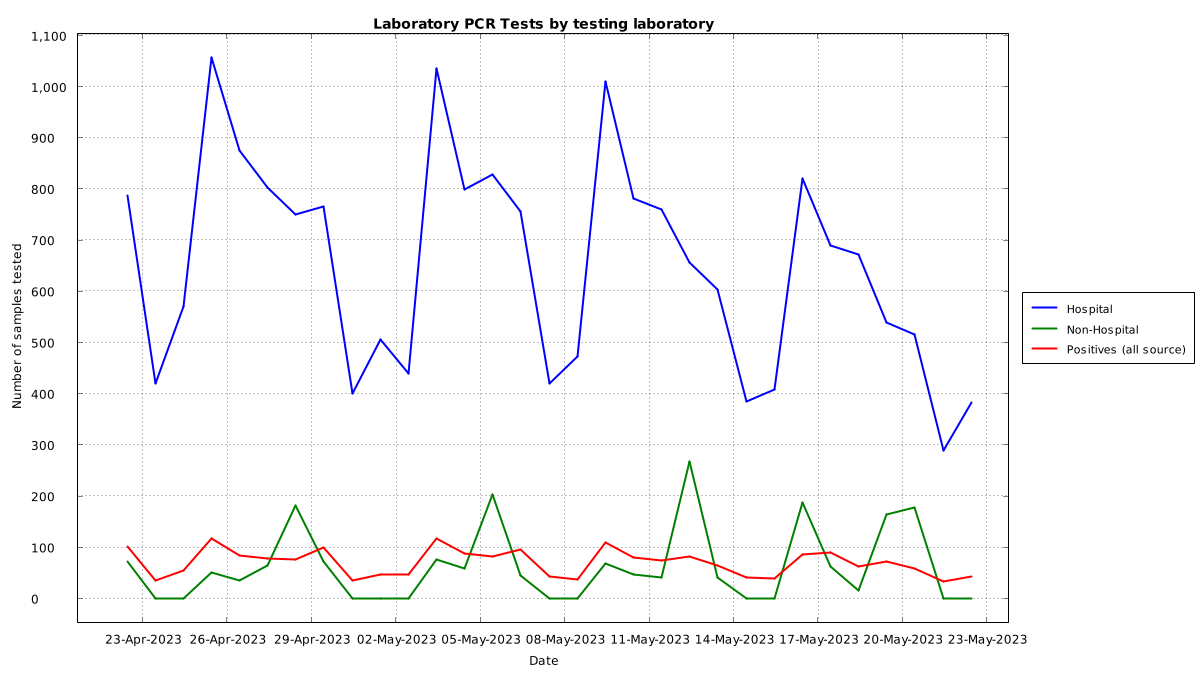 Laboratory PCR Tests by testing laboratory
1,100
1,000
900
800
700
600
500
400
300
200
100
0
Number of samples tested
23-Apr-2023 26-Apr-2023 29-Apr-2023 02-May-2023 05-May-2023 08-May-2023 11-May-2023 14-May-2023 17-May-2023 20-May-2023 23-May-2023
Date
Hospital
Non-Hospital
Positives (all source)